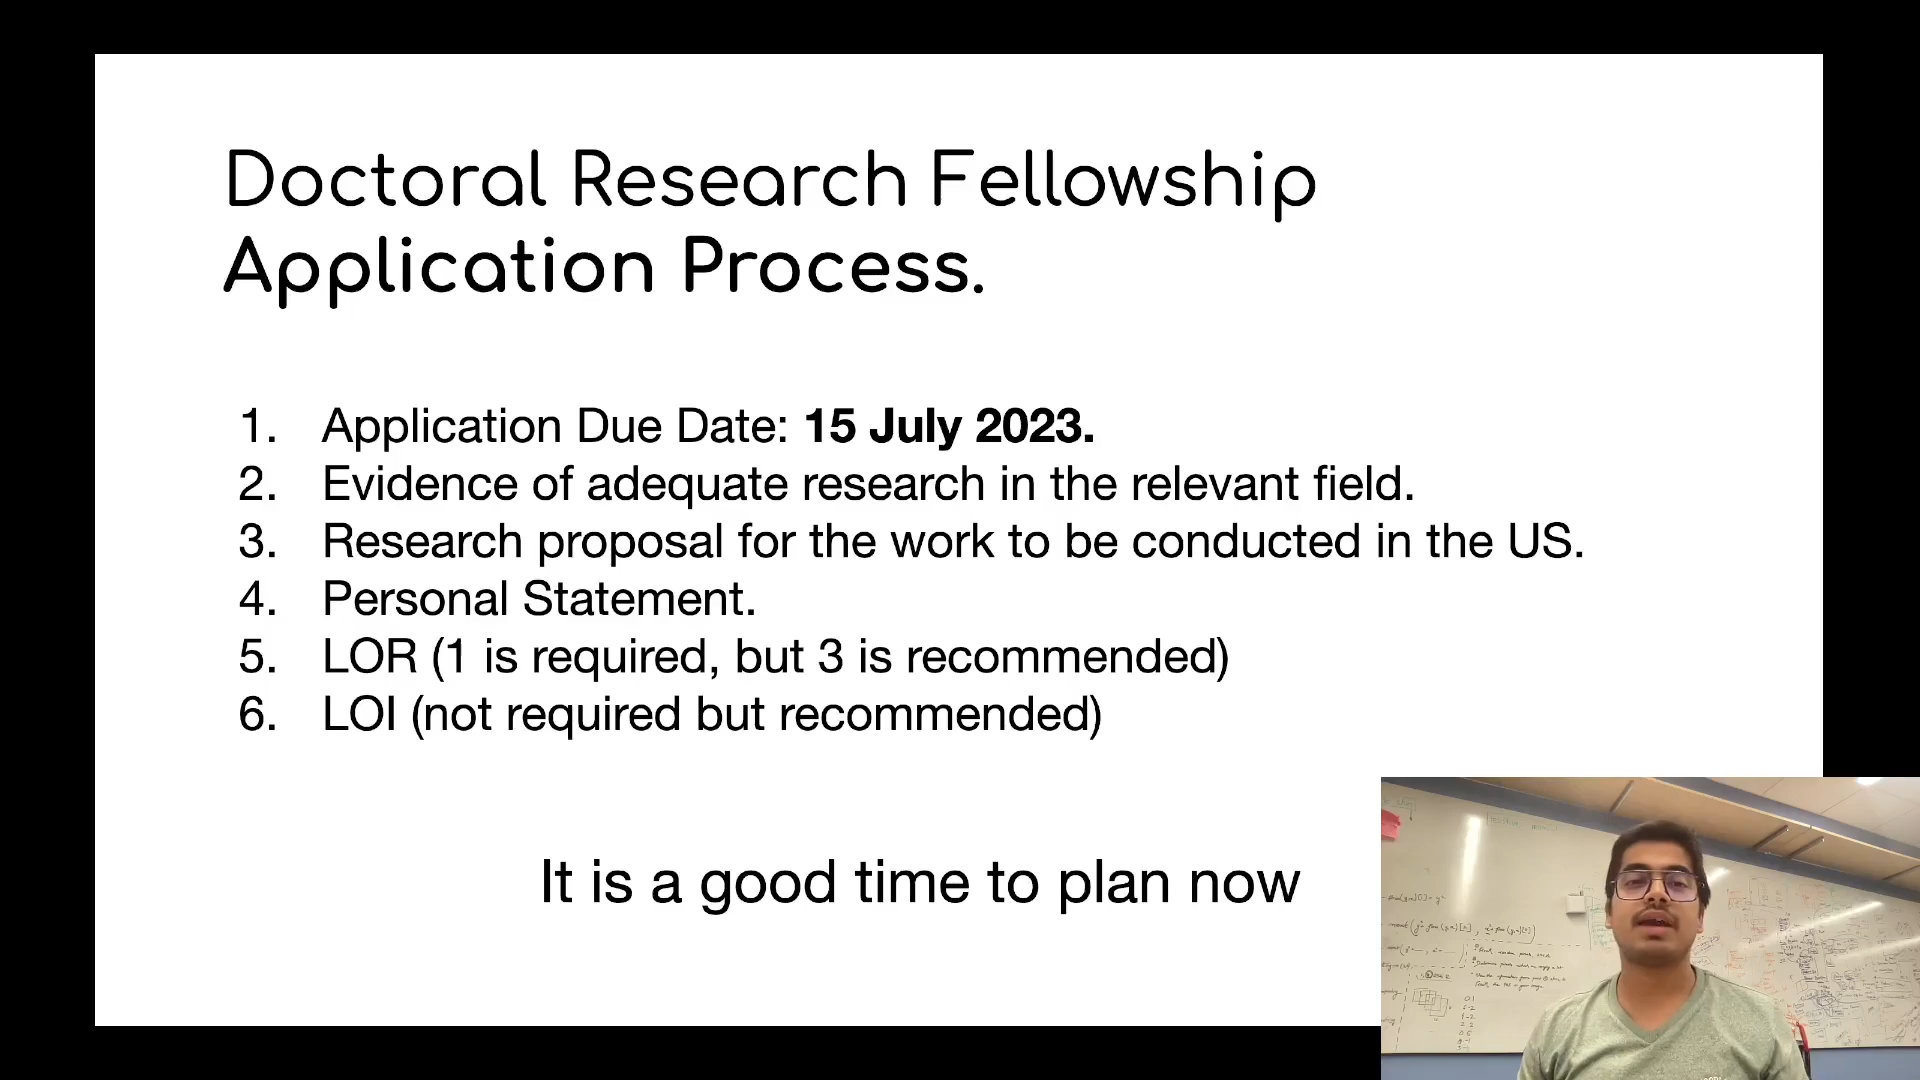 Doctoral Research Fellowship
Application Process.
1. Application Due Date: 15 July 2023.
2. Evidence of adequate research in the relevant field.
3. Research proposal for the work to be conducted in the US.
4. Personal Statement.
5. LOR (1 is required, but 3 is recommended)
6. LOI (not required but recommended)
It is a good time to plan now